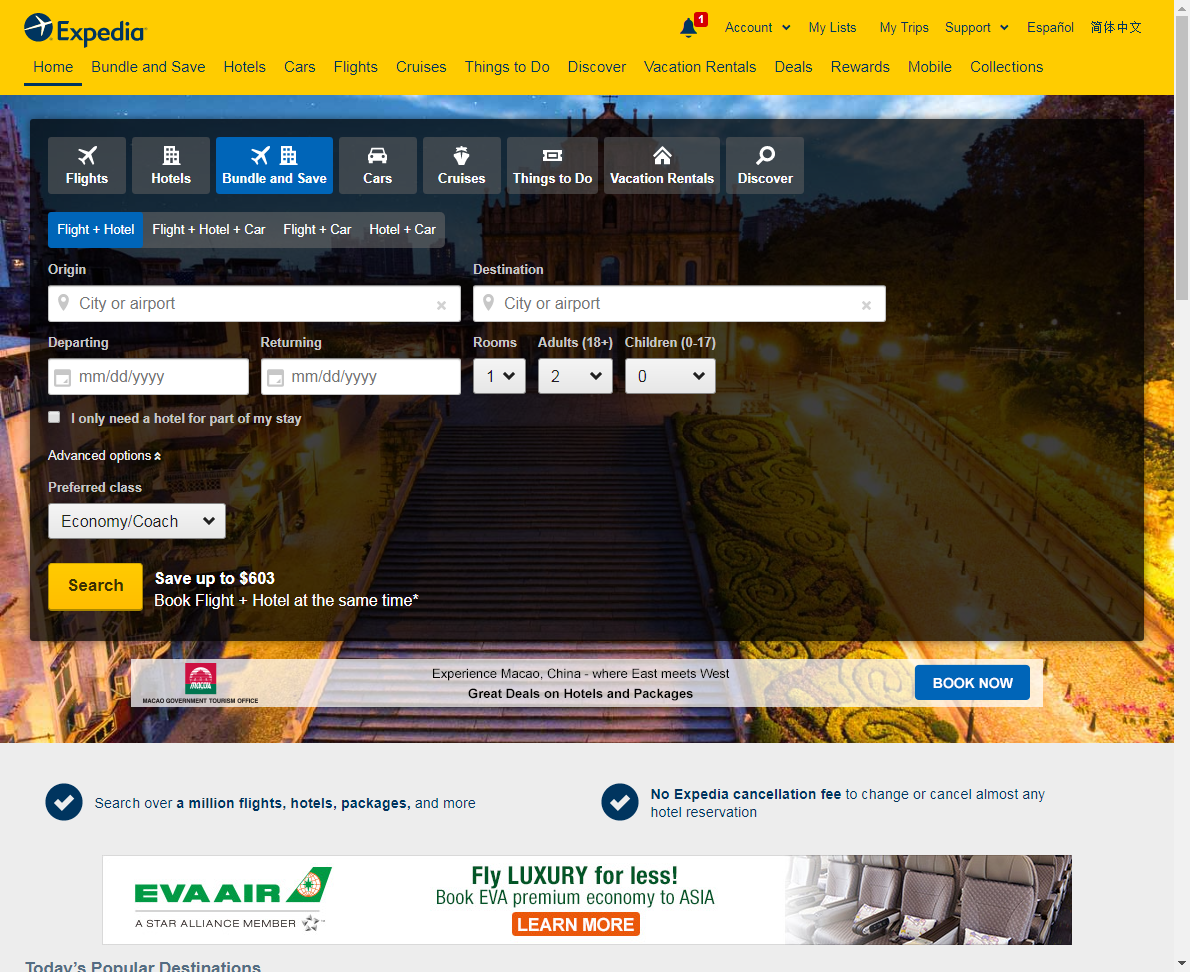 Expedia
1
Account
My Lists
My Trips
Support
Español
简体中文
Home
Bundle and Save
Hotels
Cars
Flights
Cruises
Things to Do
Discover
Vacation Rentals
Deals
Rewards
Mobile
Collections
Flights
Hotels
Bundle and Save
Cars
Cruises
Things to Do
Vacation Rentals
Discover
Flight + Hotel
Flight + Hotel + Car
Flight + Car
Hotel + Car
Origin
Destination
City or airport
City or airport
Departing
Returning
Rooms
Adults (18+)
Children (0-17)
mm/dd/yyyy
mm/dd/yyyy
1
2
0
I only need a hotel for part of my stay
Advanced options
Preferred class
Economy/Coach
Search
Save up to $603
Book Flight + Hotel at the same time*
MACAO
MACAO GOVERNMENT TOURISM OFFICE
Experience Macao, China - where East meets West
Great Deals on Hotels and Packages
BOOK NOW
Search over a million flights, hotels, packages, and more
No Expedia cancellation fee to change or cancel almost any
hotel reservation
EVA AIR
A STAR ALLIANCE MEMBER
Fly LUXURY for less!
Book EVA premium economy to ASIA
LEARN MORE
Today's Popular Destinations